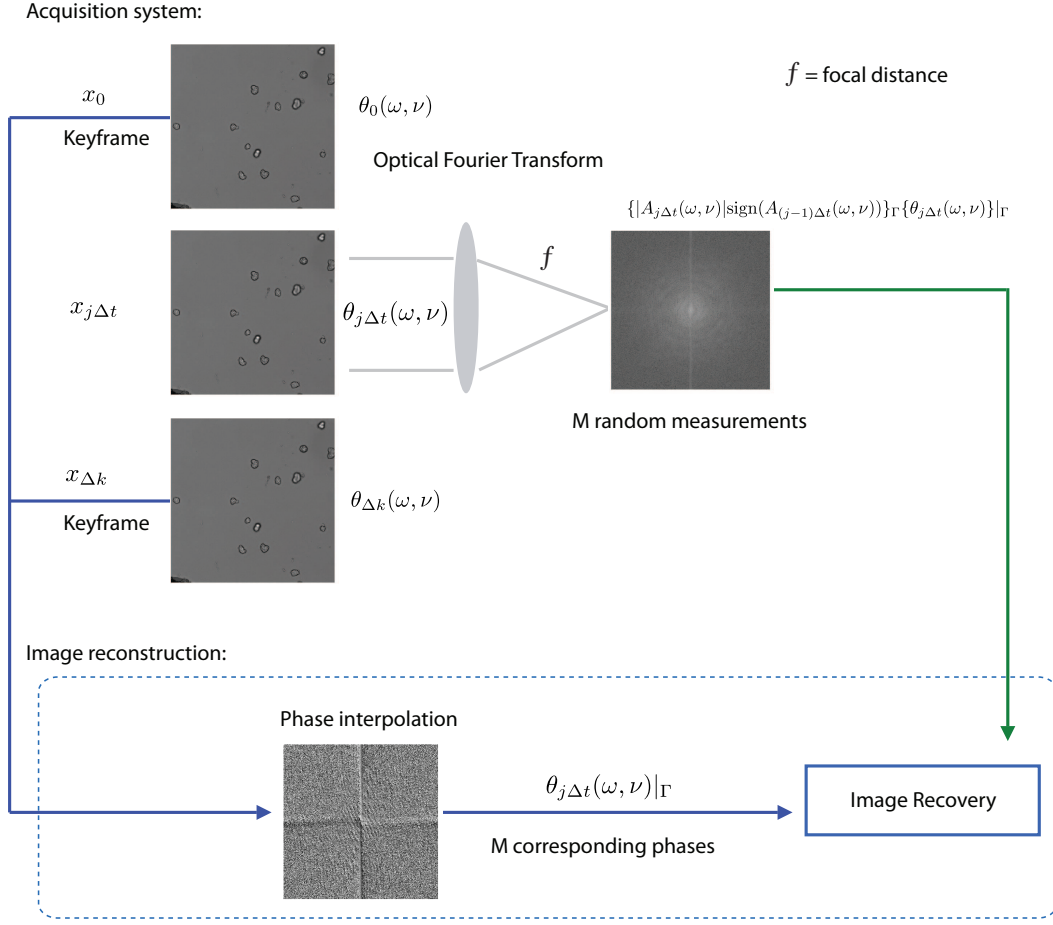 Acquisition system:
x_0
Keyframe
θ_0(ω, ν)
f = focal distance
Optical Fourier Transform
{|A_{jΔt}(ω, ν)|sign(A_{(j−1)Δt}(ω, ν))}_Γ{θ_{jΔt}(ω, ν)}|_Γ
x_{jΔt}
θ_{jΔt}(ω, ν)
f
M random measurements
x_{Δk}
Keyframe
θ_{Δk}(ω, ν)
Image reconstruction:
Phase interpolation
θ_{jΔt}(ω, ν)|_Γ
M corresponding phases
Image Recovery